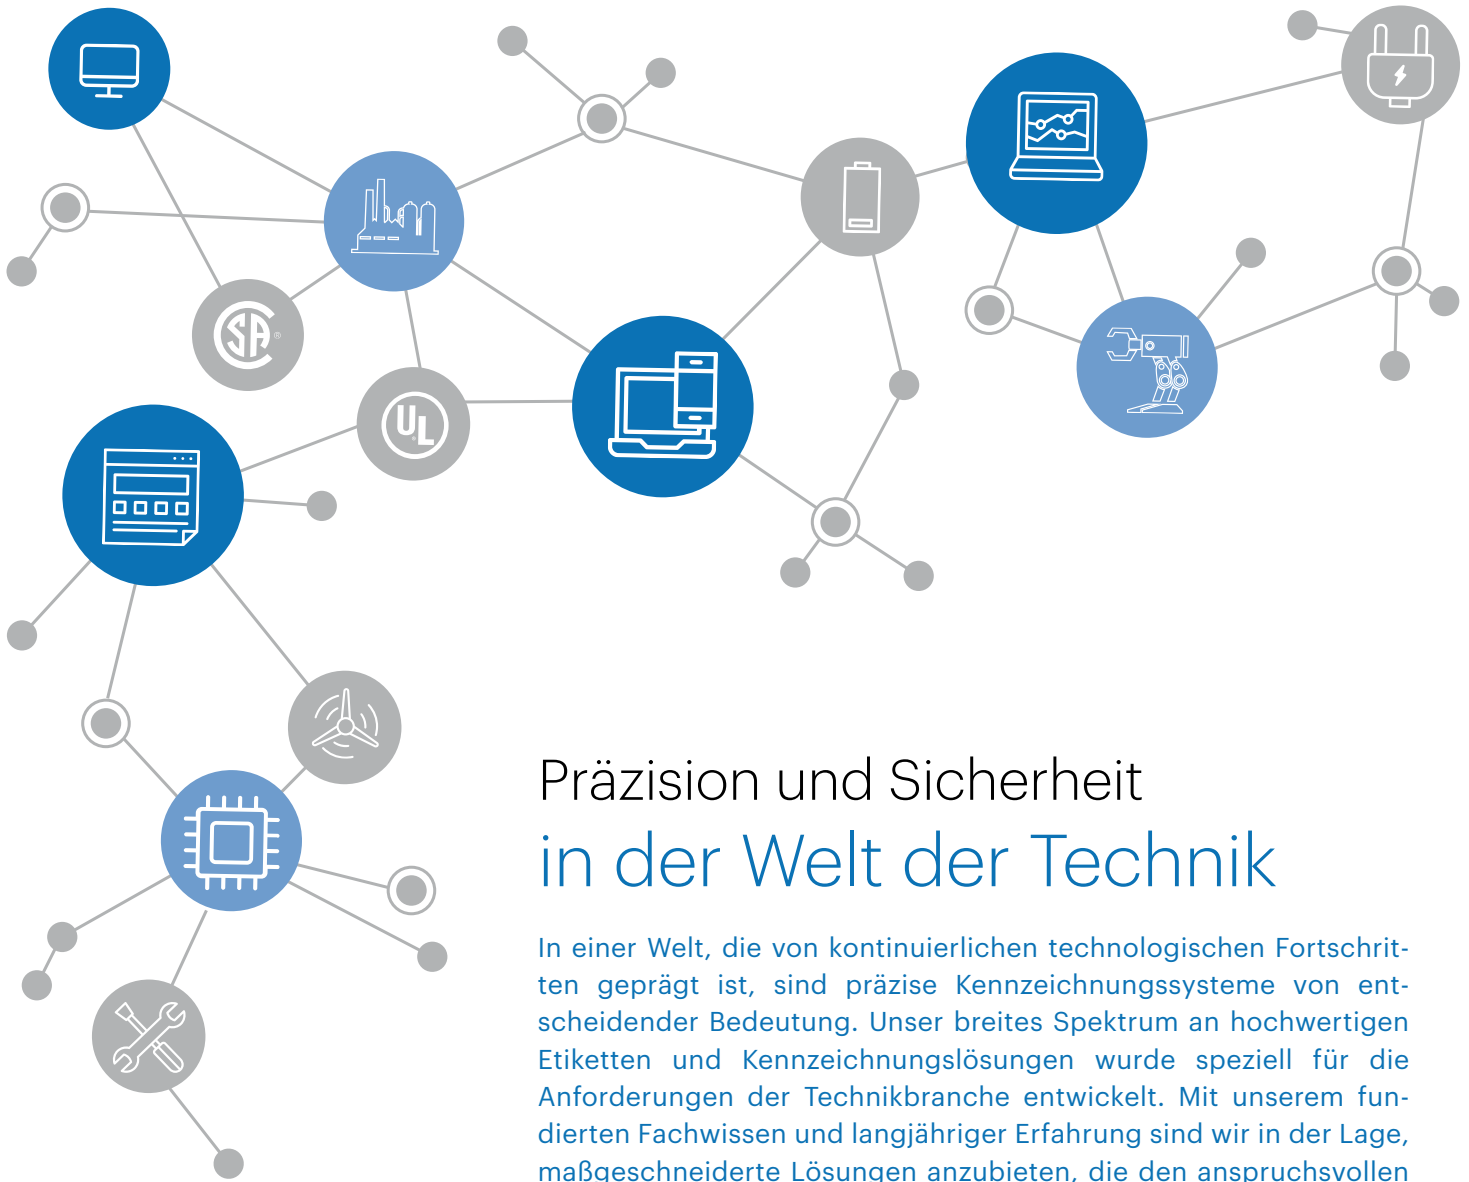 CSA®
UL®
Präzision und Sicherheit
in der Welt der Technik
In einer Welt, die von kontinuierlichen technologischen Fortschrit-
ten geprägt ist, sind präzise Kennzeichnungssysteme von ent-
scheidender Bedeutung. Unser breites Spektrum an hochwertigen
Etiketten und Kennzeichnungslösungen wurde speziell für die
Anforderungen der Technikbranche entwickelt. Mit unserem fun-
dierten Fachwissen und langjähriger Erfahrung sind wir in der Lage,
maßgeschneiderte Lösungen anzubieten, die den anspruchsvollen